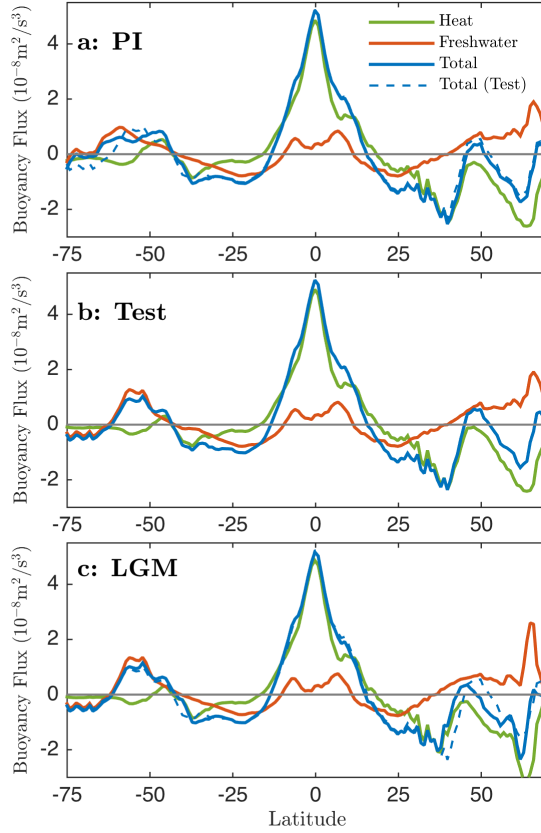 a: PI
Heat
Freshwater
Total
Total (Test)
Buoyancy Flux (10⁻⁸m²/s³)
4
2
0
-2
-75 -50 -25 0 25 50
b: Test
Buoyancy Flux (10⁻⁸m²/s³)
4
2
0
-2
-75 -50 -25 0 25 50
c: LGM
Buoyancy Flux (10⁻⁸m²/s³)
4
2
0
-2
-75 -50 -25 0 25 50
Latitude